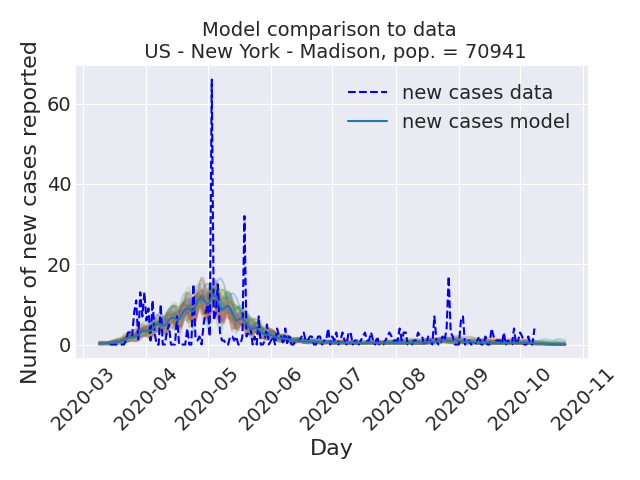 Model comparison to data
US - New York - Madison, pop. = 70941
Number of new cases reported
60
40
20
0
new cases data
new cases model
2020-03
2020-04
2020-05
2020-06
2020-07
2020-08
2020-09
2020-10
2020-11
Day